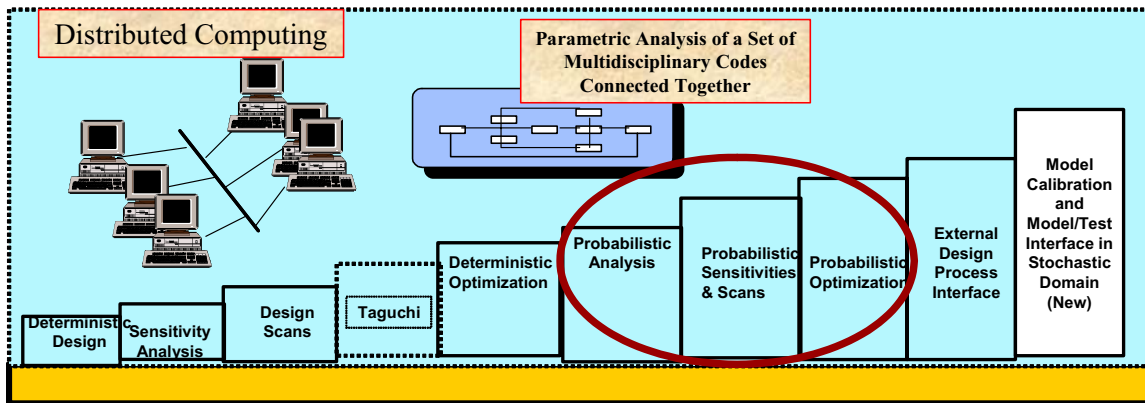 Distributed Computing
Parametric Analysis of a Set of
Multidisciplinary Codes
Connected Together
Deterministic
Design
Sensitivity
Analysis
Design
Scans
Taguchi
Deterministic
Optimization
Probabilistic
Analysis
Probabilistic
Sensitivities
& Scans
Probabilistic
Optimization
External
Design
Process
Interface
Model
Calibration
and
Model/Test
Interface in
Stochastic
Domain
(New)